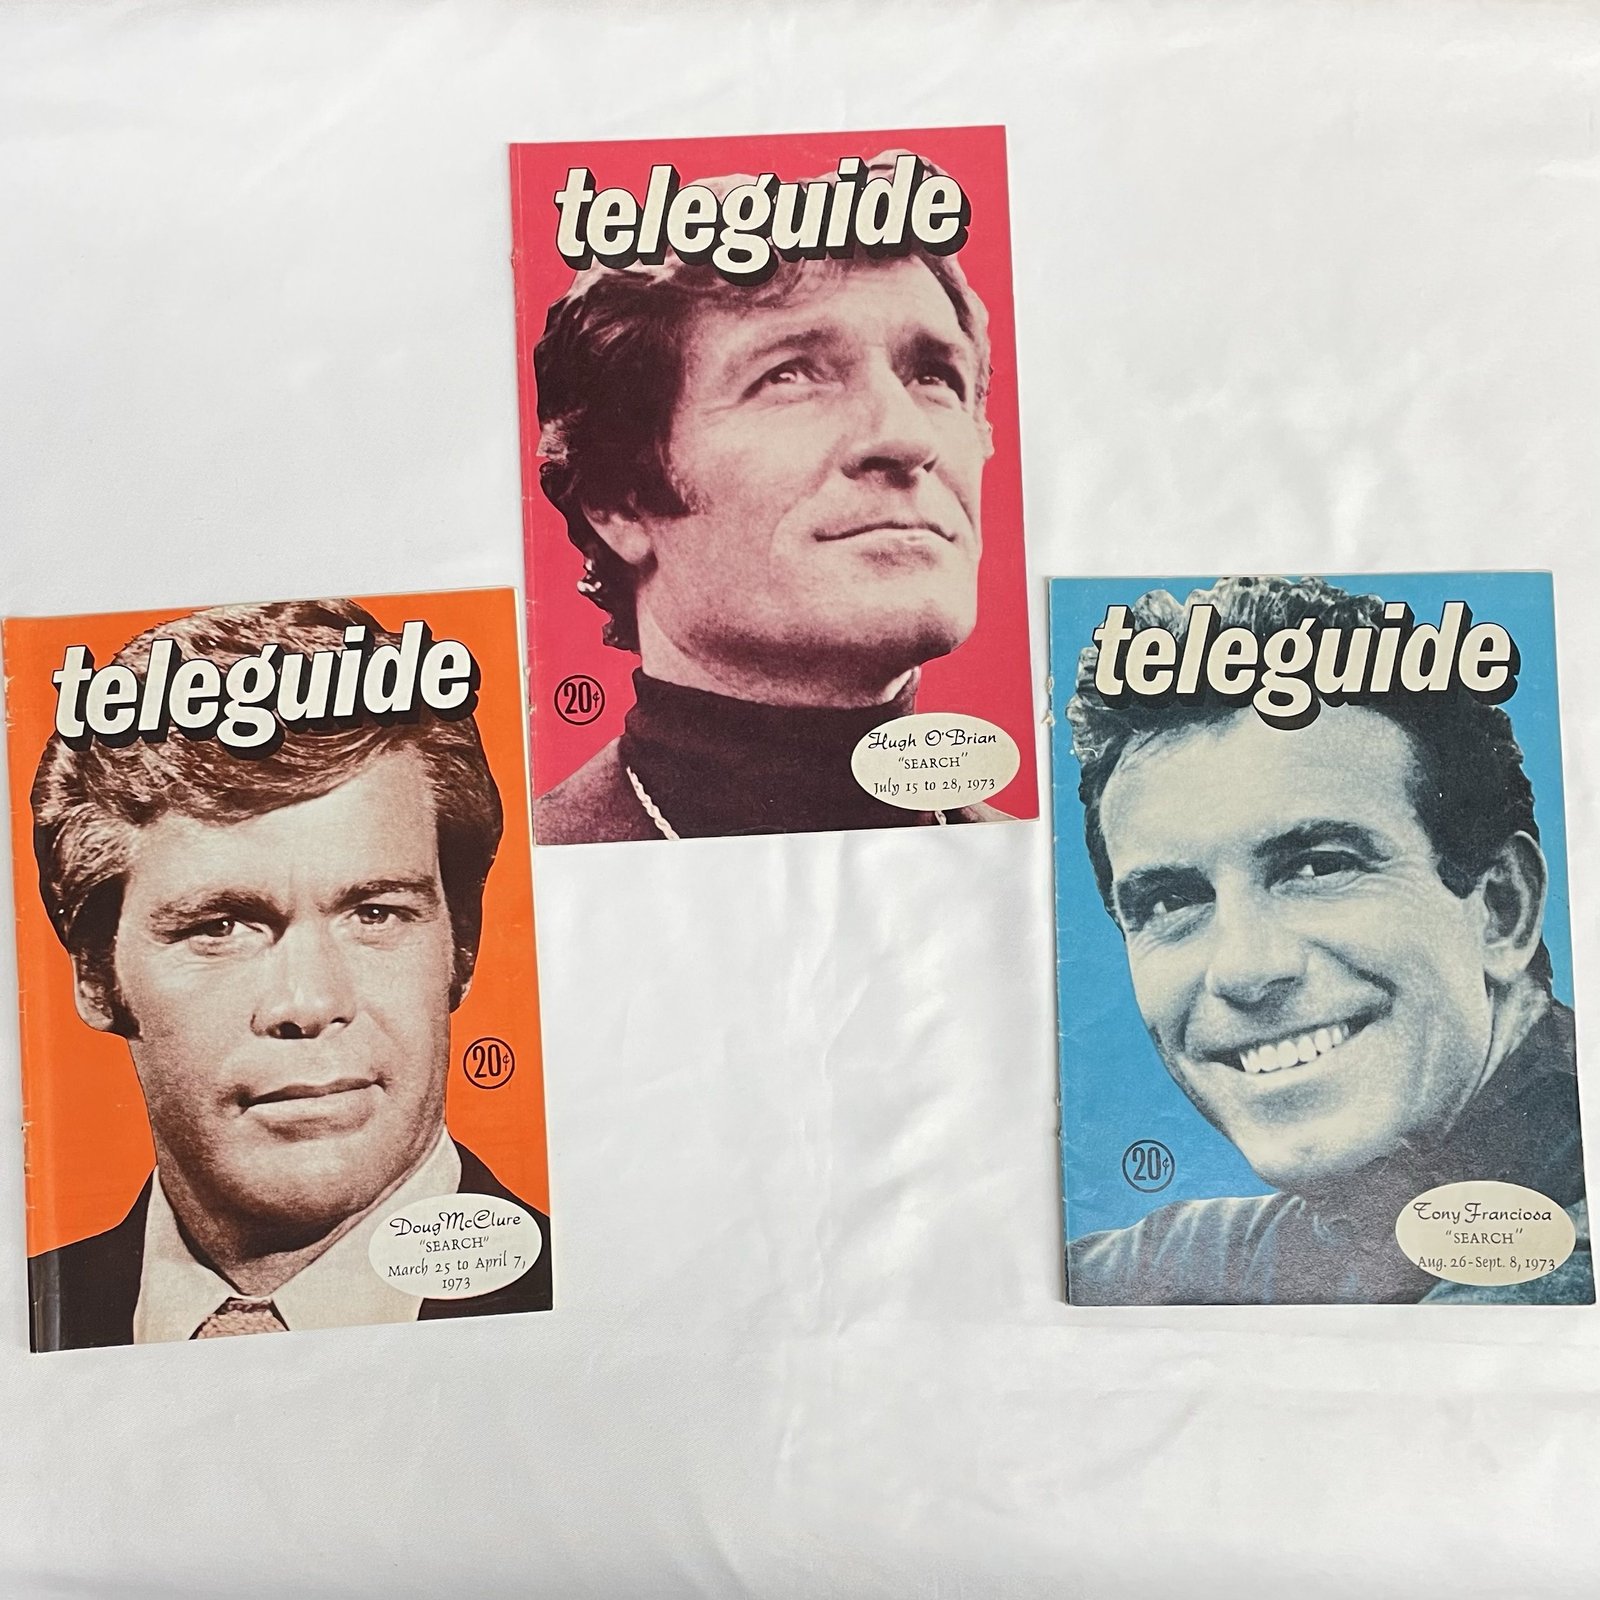 teleguide
20¢
Hugh O'Brian
"SEARCH"
July 15 to 28, 1973
teleguide
20¢
Doug McClure
"SEARCH"
March 25 to April 7,
1973
teleguide
20¢
Tony Franciosa
"SEARCH"
Aug. 26-Sept. 8, 1973